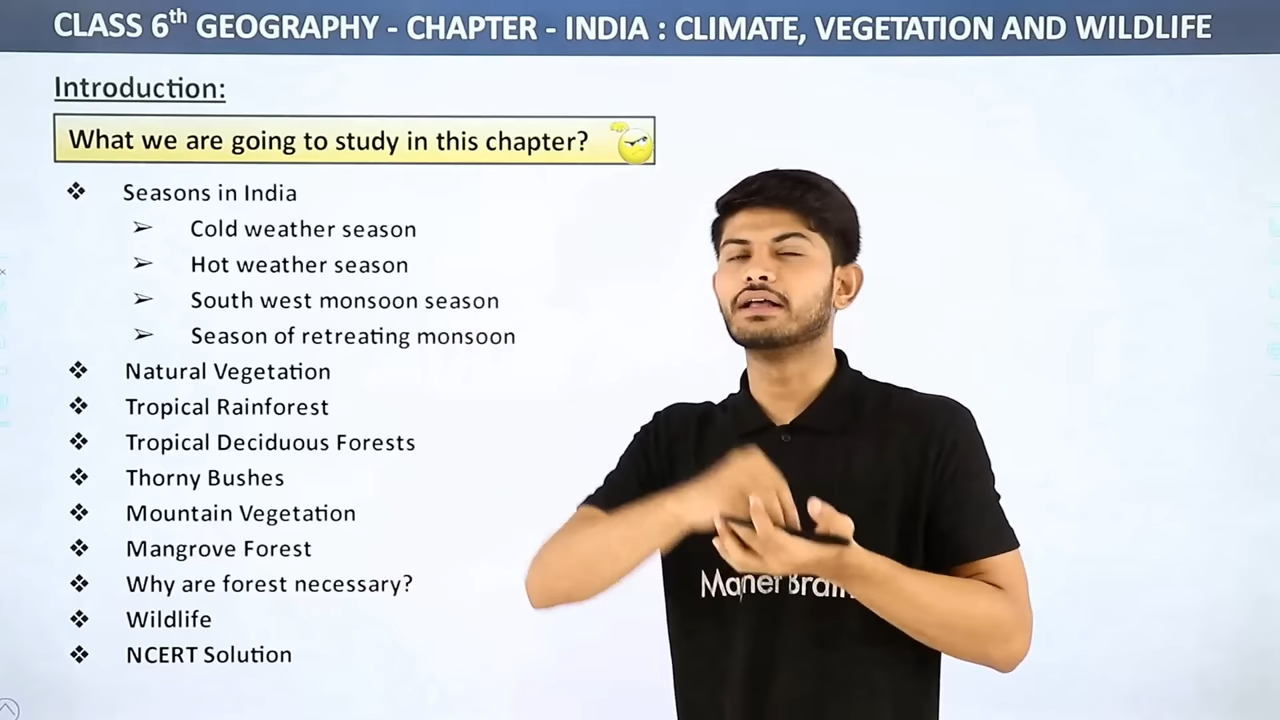 CLASS 6th GEOGRAPHY - CHAPTER - INDIA : CLIMATE, VEGETATION AND WILDLIFE
Introduction:
What we are going to study in this chapter?
Seasons in India
Cold weather season
Hot weather season
South west monsoon season
Season of retreating monsoon
Natural Vegetation
Tropical Rainforest
Tropical Deciduous Forests
Thorny Bushes
Mountain Vegetation
Mangrove Forest
Why are forest necessary?
Wildlife
NCERT Solution
Magnet Brain